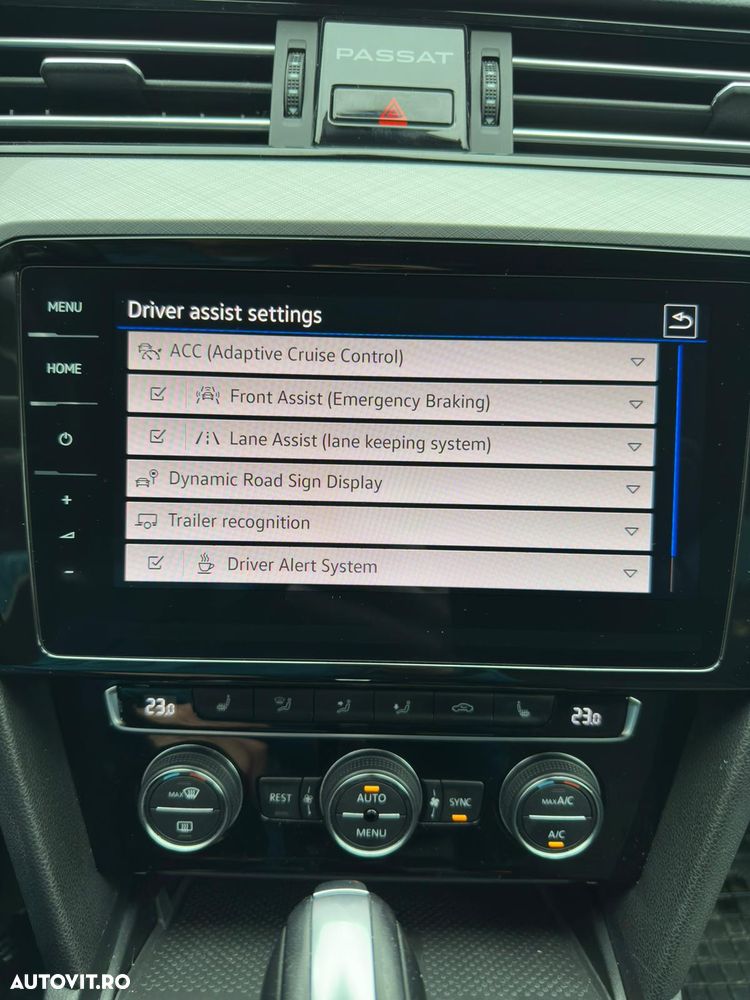 PASSAT
MENU
HOME
+
-
Driver assist settings
ACC (Adaptive Cruise Control)
Front Assist (Emergency Braking)
Lane Assist (lane keeping system)
Dynamic Road Sign Display
Trailer recognition
Driver Alert System
23.0
23.0
MAX
REST
AUTO
MENU
SYNC
MAX A/C
A/C
AUTOVIT.RO